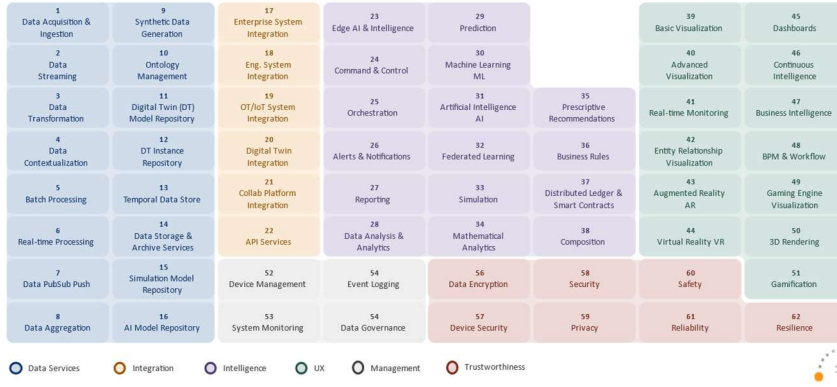 1
Data Acquisition &
Ingestion
9
Synthetic Data
Generation
17
Enterprise System
Integration
23
Edge AI & Intelligence
29
Prediction
39
Basic Visualization
45
Dashboards
2
Data
Streaming
10
Ontology
Management
18
Eng. System
Integration
24
Command & Control
30
Machine Learning
ML
40
Advanced
Visualization
46
Continuous
Intelligence
3
Data
Transformation
11
Digital Twin (DT)
Model Repository
19
OT/IoT System
Integration
25
Orchestration
31
Artificial Intelligence
AI
35
Prescriptive
Recommendations
41
Real-time Monitoring
47
Business Intelligence
4
Data
Contextualization
12
DT Instance
Repository
20
Digital Twin
Integration
26
Alerts & Notifications
32
Federated Learning
36
Business Rules
42
Entity Relationship
Visualization
48
BPM & Workflow
5
Batch Processing
13
Temporal Data Store
21
Collab Platform
Integration
27
Reporting
33
Simulation
37
Distributed Ledger &
Smart Contracts
43
Augmented Reality
AR
49
Gaming Engine
Visualization
6
Real-time Processing
14
Data Storage &
Archive Services
22
API Services
28
Data Analysis &
Analytics
34
Mathematical
Analytics
38
Composition
44
Virtual Reality VR
50
3D Rendering
7
Data PubSub Push
15
Simulation Model
Repository
52
Device Management
54
Event Logging
56
Data Encryption
58
Security
60
Safety
51
Gamification
8
Data Aggregation
16
AI Model Repository
53
System Monitoring
54
Data Governance
57
Device Security
59
Privacy
61
Reliability
62
Resilience
Data Services
Integration
Intelligence
UX
Management
Trustworthiness